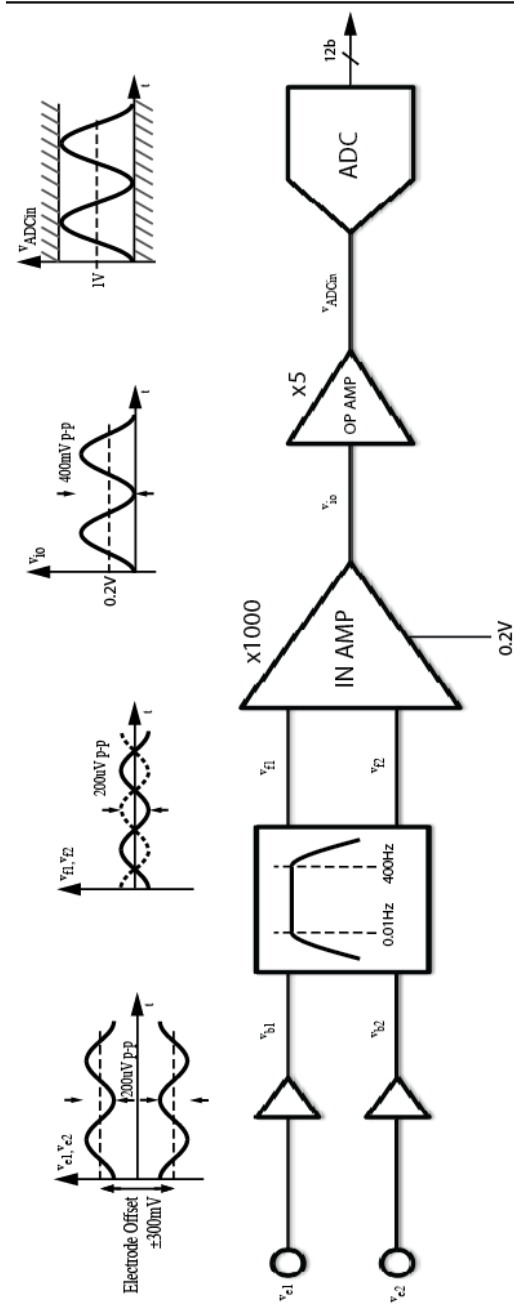 v_e1,v_e2
Electrode Offset
±300mV
200uV p-p
t
v_f1,v_f2
200uV p-p
t
v_io
0.2V
400mV p-p
t
v_ADCin
1V
t
v_e1
v_e2
v_b1
v_b2
0.01Hz
400Hz
v_f1
v_f2
x1000
IN AMP
0.2V
v_io
x5
OP AMP
v_ADCin
ADC
12b